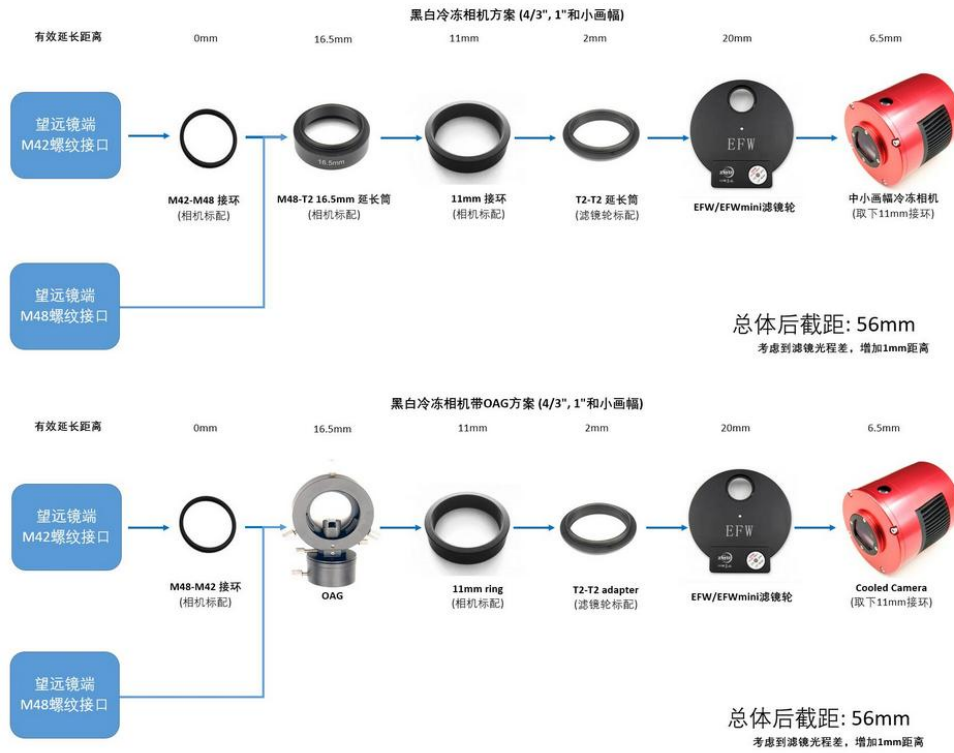 黑白冷冻相机方案 (4/3", 1"和小画幅)
有效延长距离
0mm
16.5mm
11mm
2mm
20mm
6.5mm
望远镜端
M42螺纹接口
16.5mm
EFW
M42-M48 接环
(相机标配)
M48-T2 16.5mm 延长筒
(相机标配)
11mm 接环
(相机标配)
T2-T2 延长筒
(滤镜轮标配)
EFW/EFWmini滤镜轮
中小画幅冷冻相机
(取下11mm接环)
望远镜端
M48螺纹接口
总体后截距: 56mm
考虑到滤镜光程差，增加1mm距离
黑白冷冻相机带OAG方案 (4/3", 1"和小画幅)
有效延长距离
0mm
16.5mm
11mm
2mm
20mm
6.5mm
望远镜端
M42螺纹接口
EFW
M48-M42 接环
(相机标配)
OAG
11mm ring
(相机标配)
T2-T2 adapter
(滤镜轮标配)
EFW/EFWmini滤镜轮
Cooled Camera
(取下11mm接环)
望远镜端
M48螺纹接口
总体后截距: 56mm
考虑到滤镜光程差，增加1mm距离